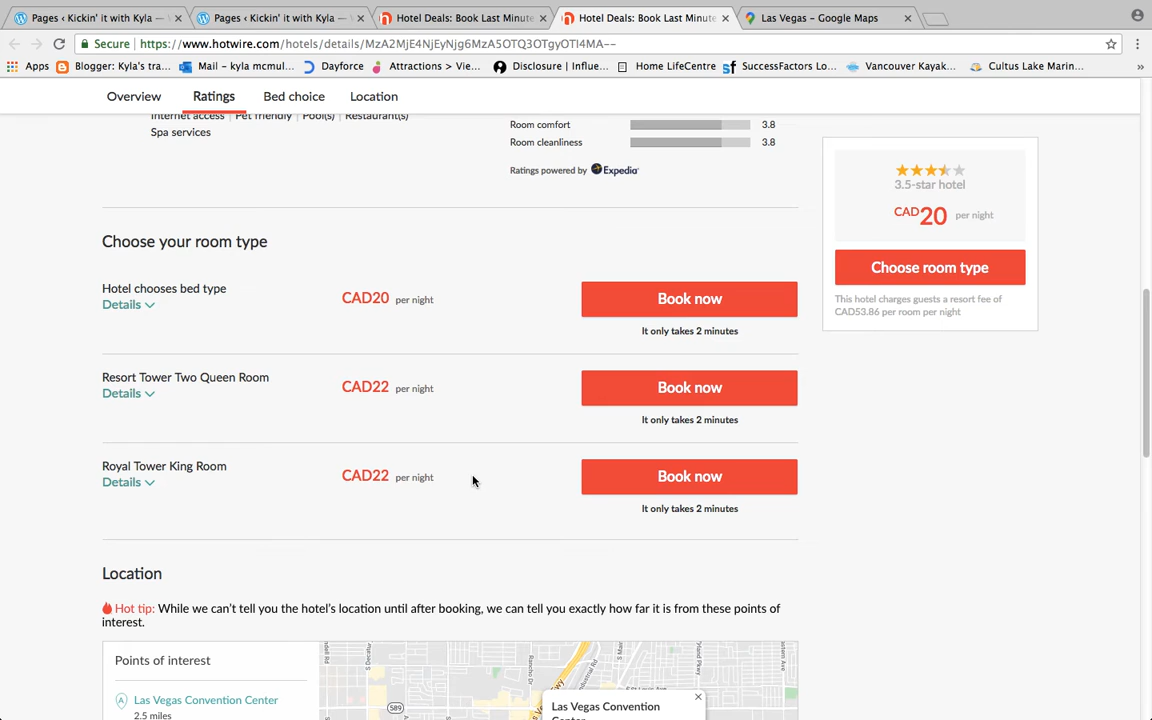 Pages ‹ Kickin' it with Kyla —
Pages ‹ Kickin' it with Kyla —
Hotel Deals: Book Last Minute
Hotel Deals: Book Last Minute
Las Vegas – Google Maps
Secure | https://www.hotwire.com/hotels/details/MzA2MjE4NjEyNjg6MzA5OTQ3OTgyOTI4MA--
Apps
Blogger: Kyla's tra...
Mail – kyla mcmul...
Dayforce
Attractions > Vie...
Disclosure | Influe...
Home LifeCentre
SuccessFactors Lo...
Vancouver Kayak...
Cultus Lake Marin...
»
Overview
Ratings
Bed choice
Location
Internet access | Pet friendly | Pool(s) | Restaurant(s)
Spa services
Room comfort 3.8
Room cleanliness 3.8
Ratings powered by Expedia
3.5-star hotel
CAD20 per night
Choose room type
This hotel charges guests a resort fee of
CAD53.86 per room per night
Choose your room type
Hotel chooses bed type
Details
CAD20 per night
Book now
It only takes 2 minutes
Resort Tower Two Queen Room
Details
CAD22 per night
Book now
It only takes 2 minutes
Royal Tower King Room
Details
CAD22 per night
Book now
It only takes 2 minutes
Location
Hot tip: While we can't tell you the hotel's location until after booking, we can tell you exactly how far it is from these points of
interest.
Points of interest
A Las Vegas Convention Center
2.5 miles
589
Las Vegas Convention